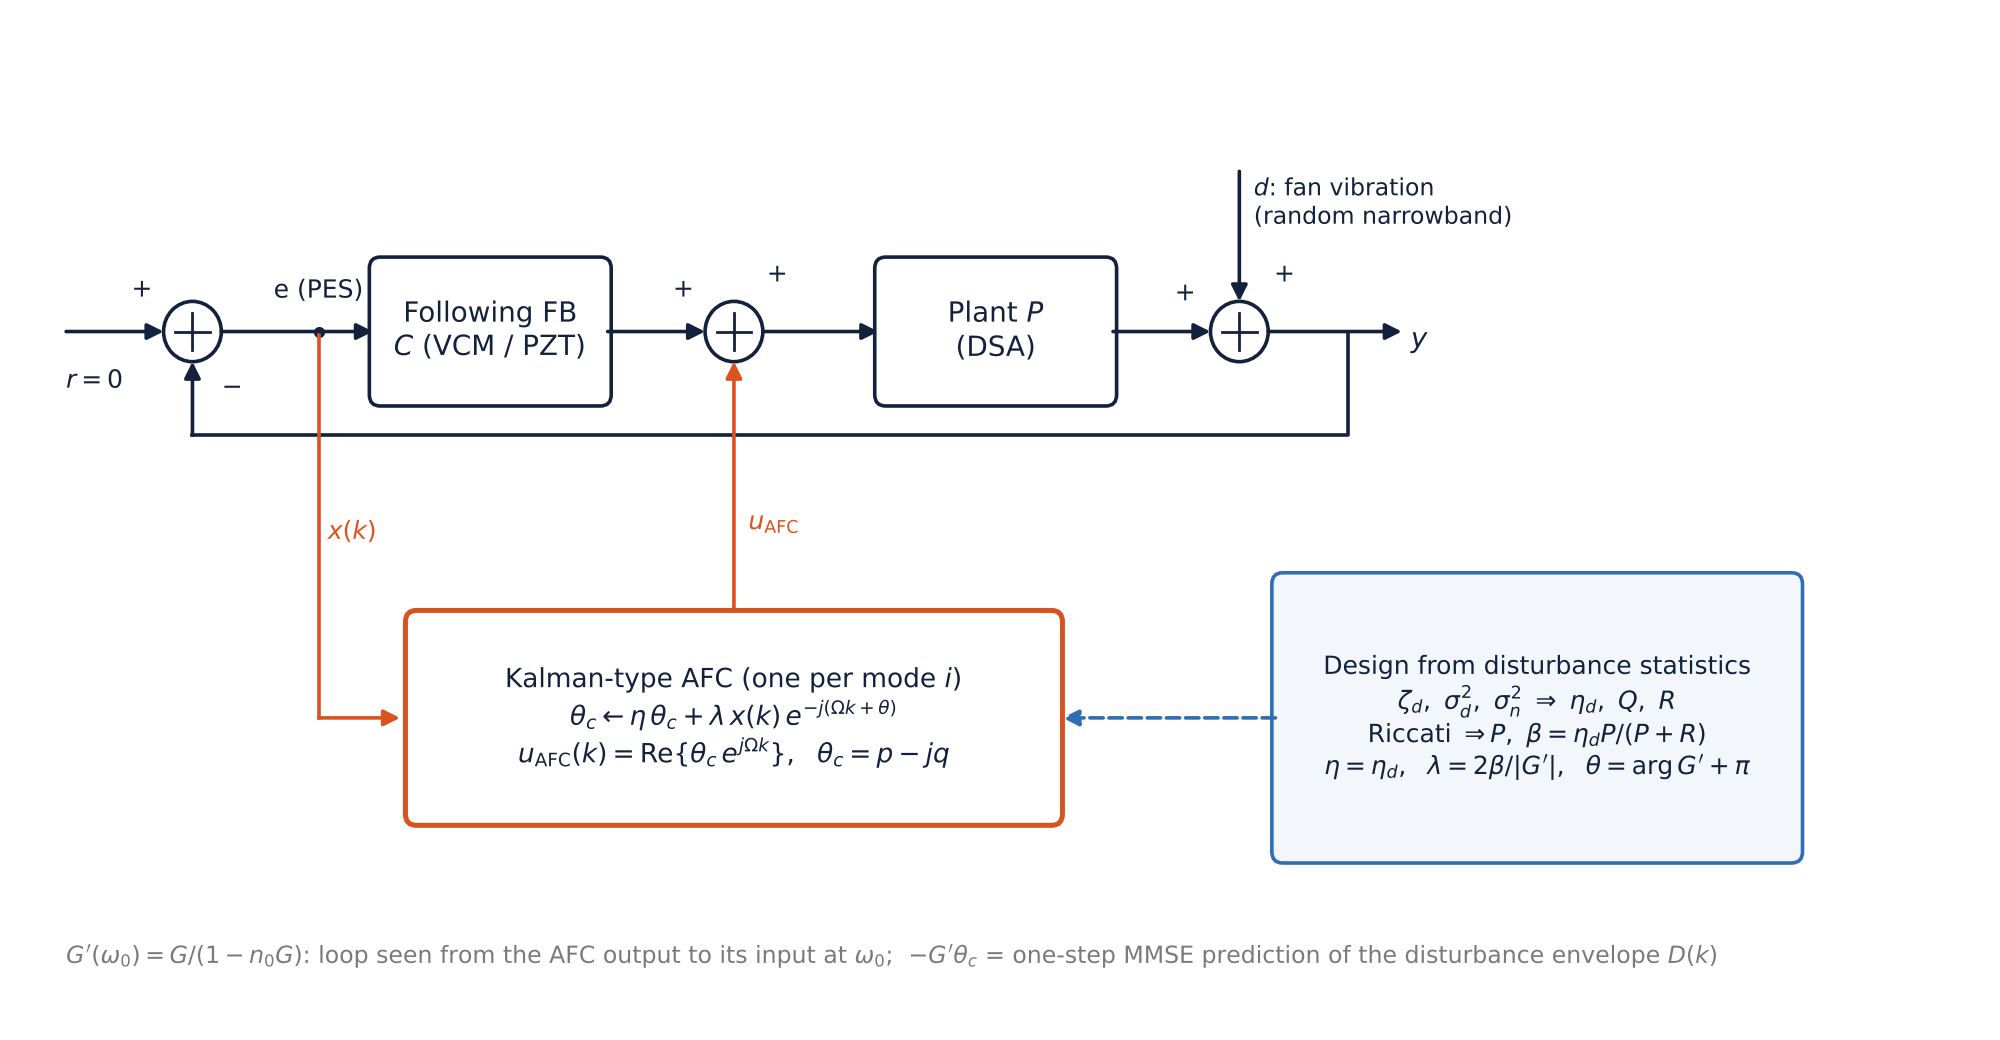 d: fan vibration
(random narrowband)
+
e (PES)
+
+
+
+
Following FB
C (VCM / PZT)
Plant P
(DSA)
y
r = 0
−
x(k)
u_AFC
Kalman-type AFC (one per mode i)
θ_c ← η θ_c + λ x(k) e^{−j(Ωk + θ)}
u_AFC(k) = Re{θ_c e^{jΩk}},  θ_c = p − jq
Design from disturbance statistics
ζ_d, σ_d^2, σ_n^2 ⇒ η_d, Q, R
Riccati ⇒ P, β = η_d P/(P + R)
η = η_d,  λ = 2β/|G′|,  θ = arg G′ + π
G′(ω_0) = G/(1 − n_0G): loop seen from the AFC output to its input at ω_0;  −G′θ_c = one-step MMSE prediction of the disturbance envelope D(k)